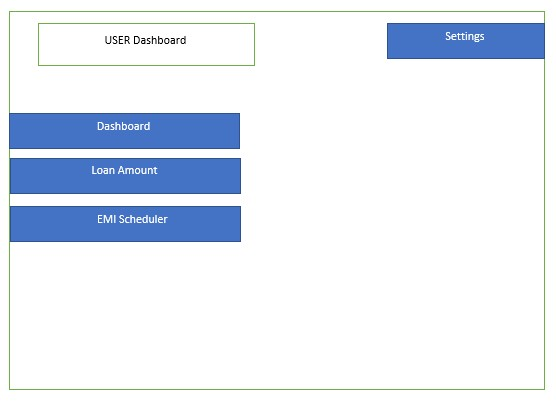 USER Dashboard
Settings
Dashboard
Loan Amount
EMI Scheduler